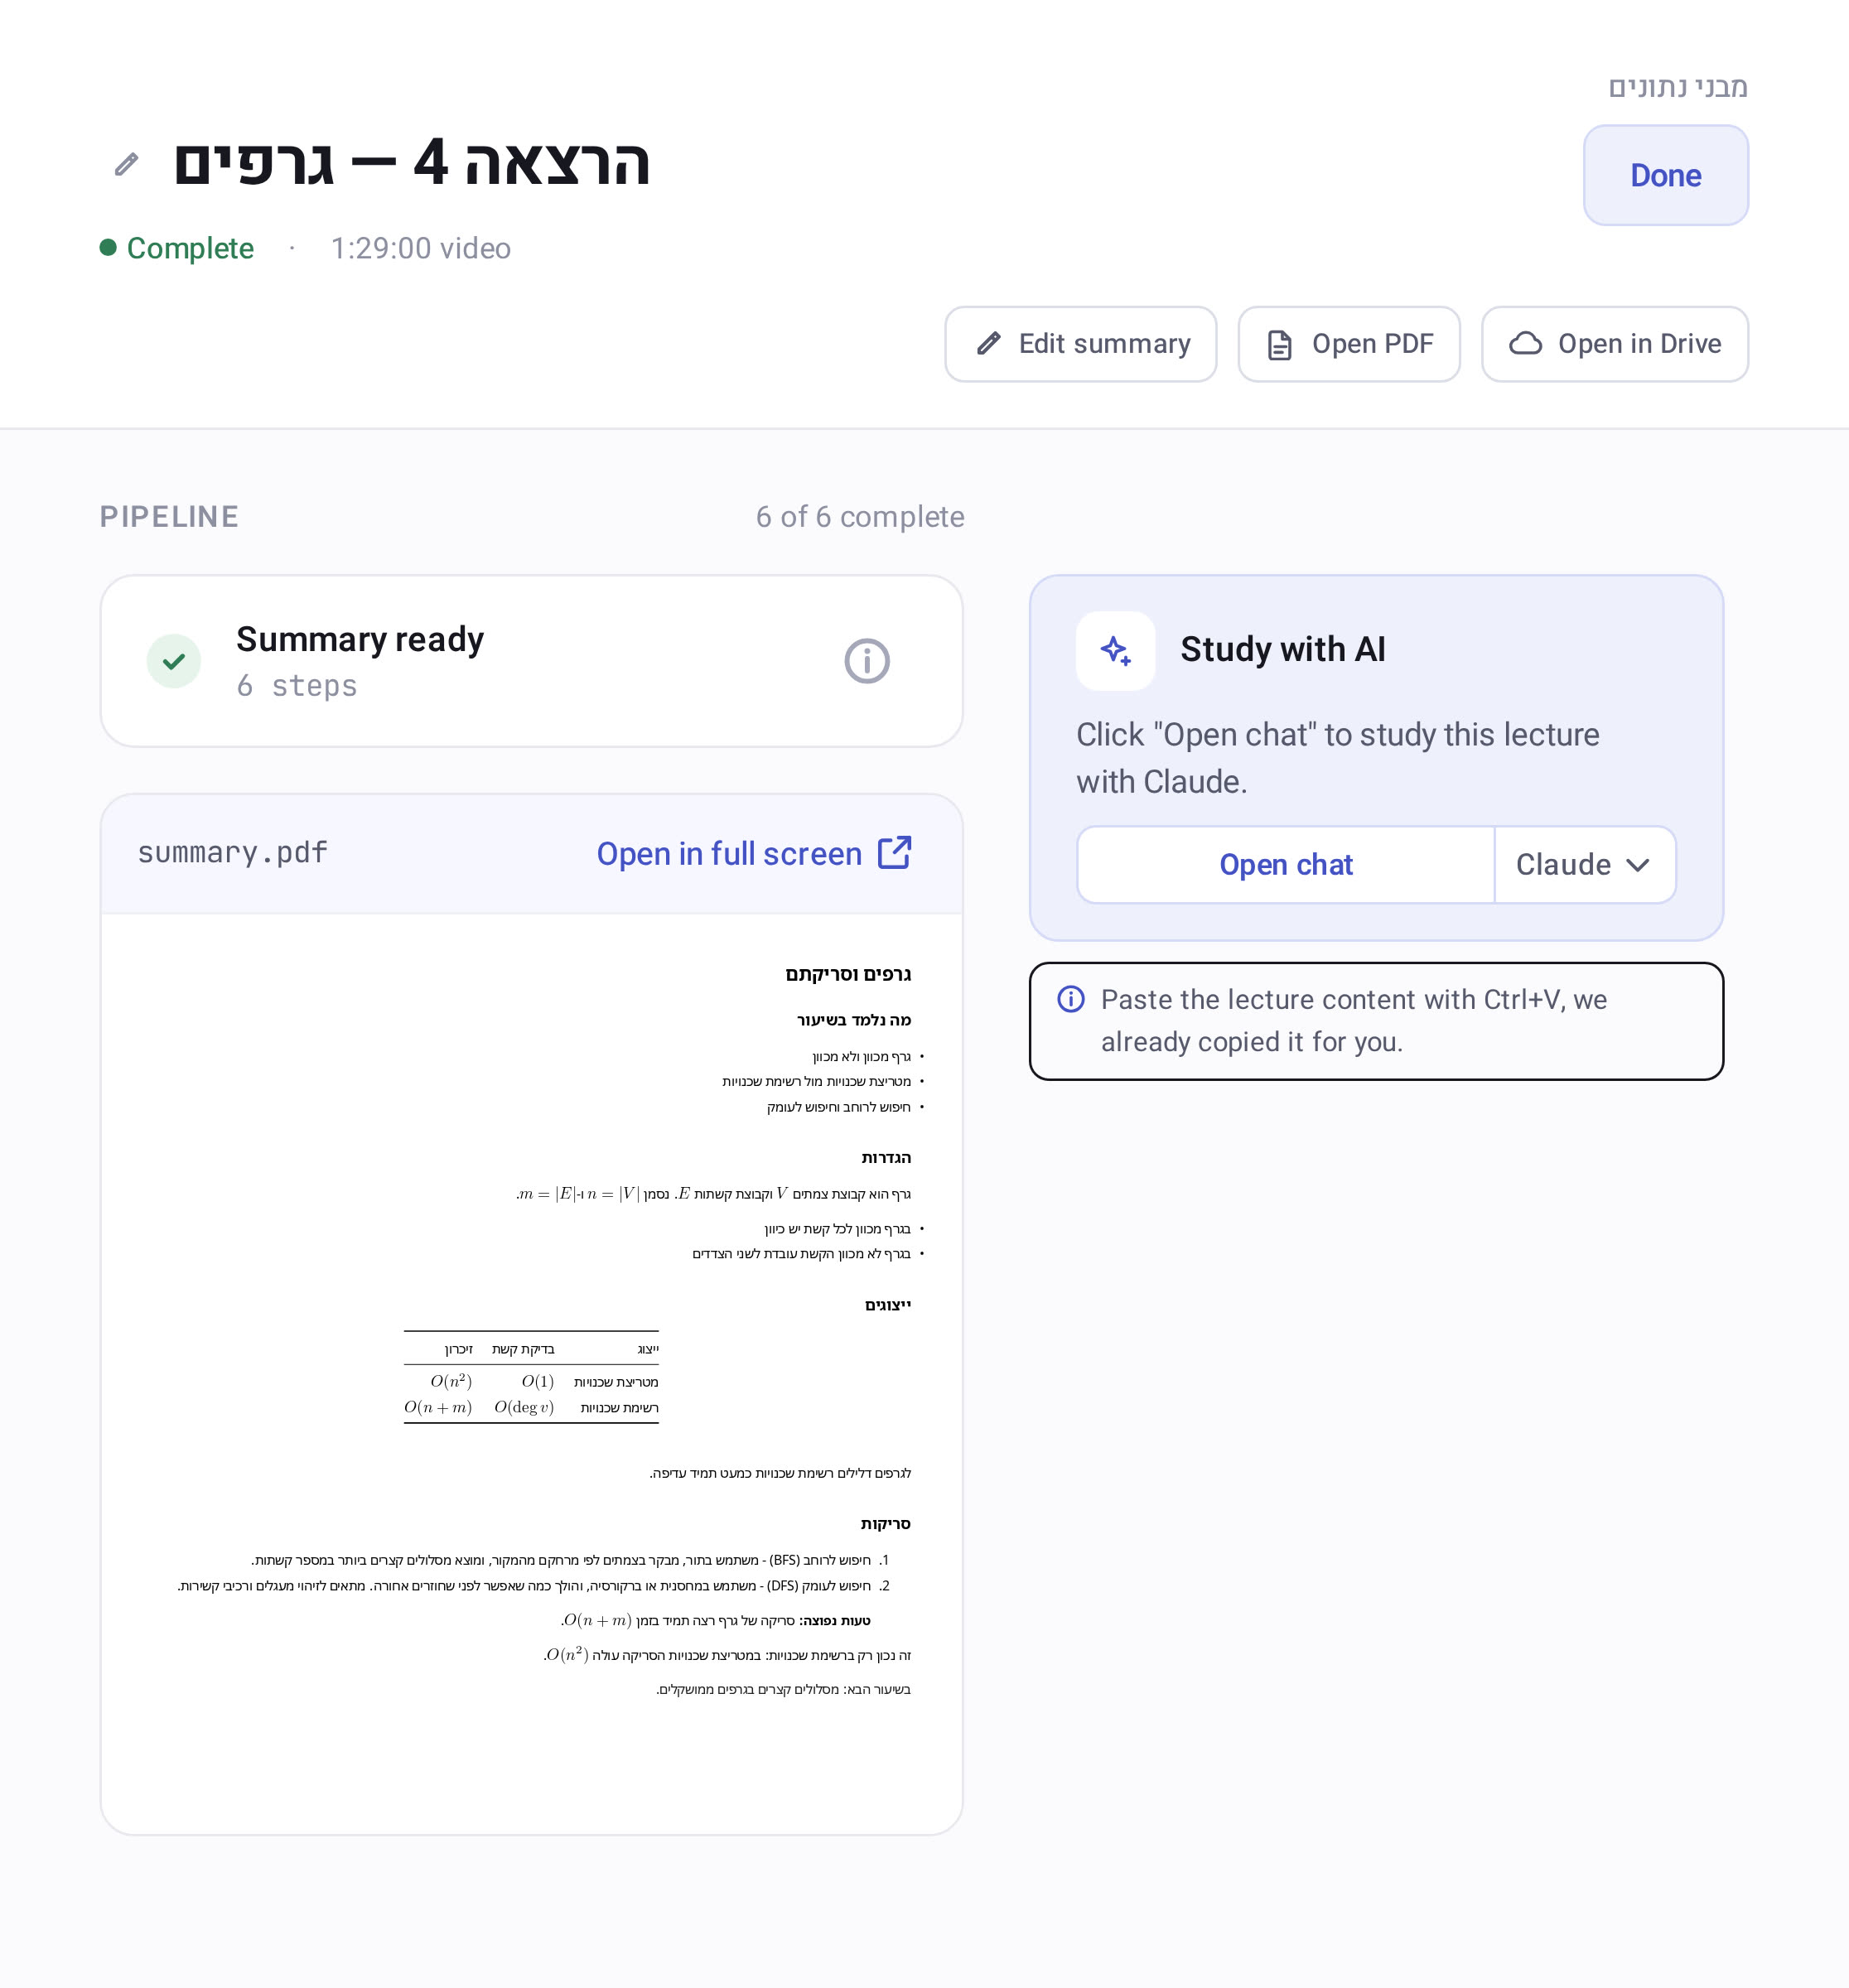 מבני נתונים
הרצאה 4 – גרפים
Done
Complete · 1:29:00 video
Edit summary
Open PDF
Open in Drive
PIPELINE
6 of 6 complete
Summary ready
6 steps
summary.pdf
Open in full screen
גרפים וסריקתם
מה נלמד בשיעור
• גרף מכוון ולא מכוון
• מטריצת שכנויות מול רשימת שכנויות
• חיפוש לרוחב וחיפוש לעומק
הגדרות
גרף הוא קבוצת צמתים V וקבוצת קשתות E. נסמן n = |V| ו-m = |E|.
• בגרף מכוון לכל קשת יש כיוון
• בגרף לא מכוון הקשת עובדת לשני הצדדים
ייצוגים
ייצוג בדיקת קשת זיכרון
מטריצת שכנויות O(1) O(n²)
רשימת שכנויות O(deg v) O(n + m)
לגרפים דלילים רשימת שכנויות כמעט תמיד עדיפה.
סריקות
1. חיפוש לרוחב (BFS) - משתמש בתור, מבקר בצמתים לפי מרחקם מהמקור, ומוצא מסלולים קצרים ביותר במספר קשתות.
2. חיפוש לעומק (DFS) - משתמש במחסנית או ברקורסיה, והולך כמה שאפשר לפני שחוזרים אחורה. מתאים לזיהוי מעגלים ורכיבי קשירות.
טעות נפוצה: סריקה של גרף רצה תמיד בזמן O(n + m).
זה נכון רק ברשימת שכנויות: במטריצת שכנויות הסריקה עולה O(n²).
בשיעור הבא: מסלולים קצרים בגרפים ממושקלים.
Study with AI
Click "Open chat" to study this lecture
with Claude.
Open chat
Claude
Paste the lecture content with Ctrl+V, we
already copied it for you.